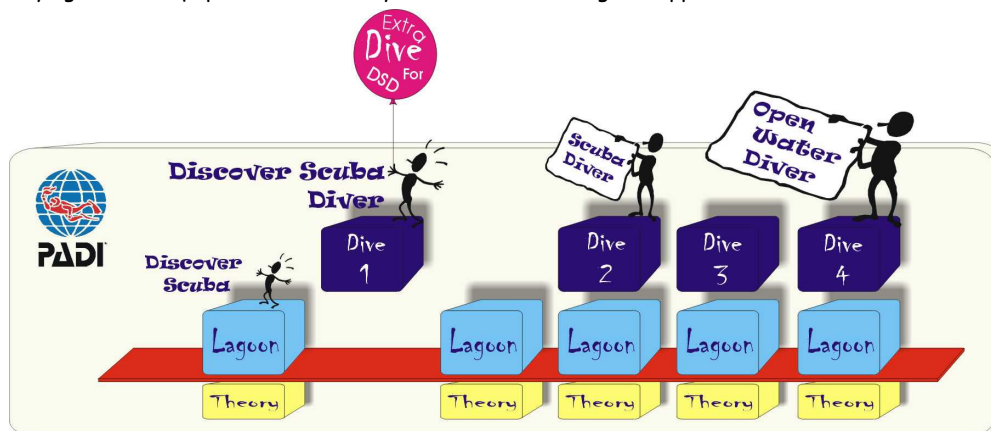 Extra
Dive
For
DSD
Discover Scuba
Diver
PADI
Discover
Scuba
Dive
1
Scuba
Diver
Dive
2
Dive
3
Open
Water
Diver
Dive
4
Lagoon
Lagoon
Lagoon
Lagoon
Lagoon
Theory
Theory
Theory
Theory
Theory